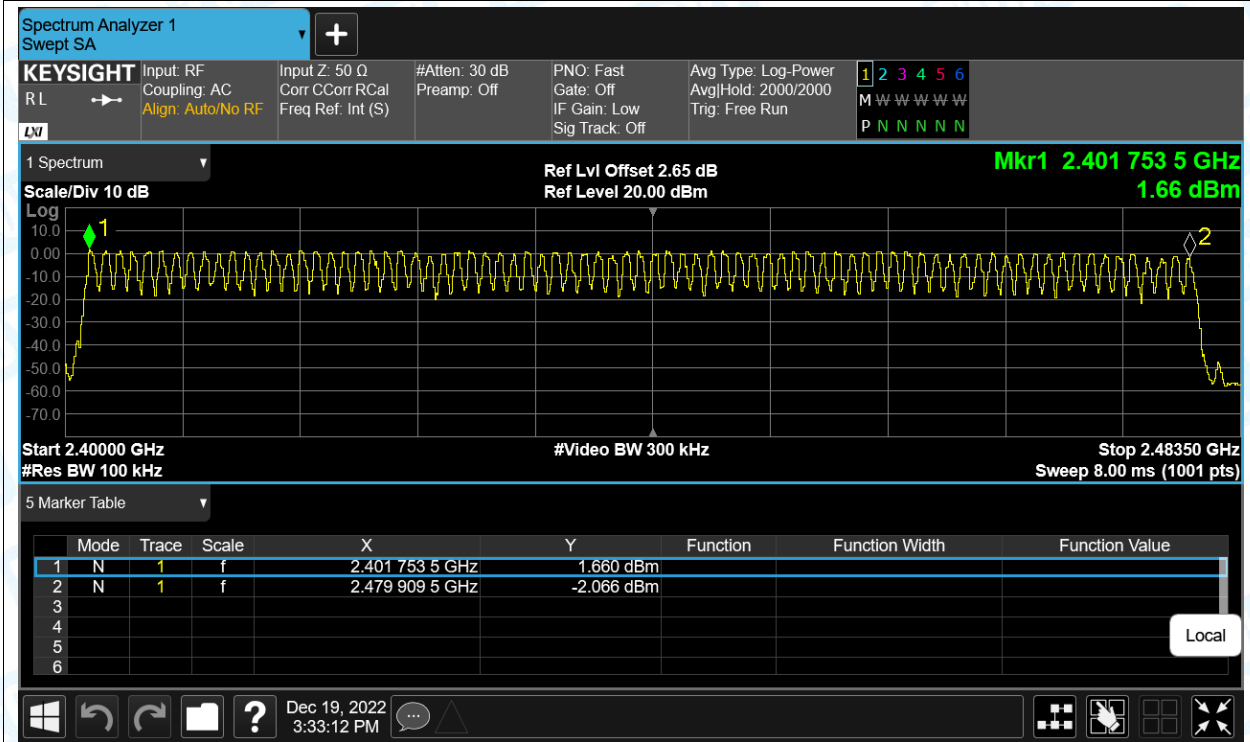 Spectrum Analyzer 1
Swept SA
+
KEYSIGHT Input: RF Input Z: 50 Ω #Atten: 30 dB PNO: Fast Avg Type: Log-Power 1 2 3 4 5 6
R L Coupling: AC Corr CCorr RCal Preamp: Off Gate: Off Avg|Hold: 2000/2000 M W W W W W W
Align: Auto/No RF Freq Ref: Int (S) IF Gain: Low Trig: Free Run P N N N N N N
LXI Sig Track: Off
1 Spectrum Ref Lvl Offset 2.65 dB Mkr1 2.401 753 5 GHz
Scale/Div 10 dB Ref Level 20.00 dBm 1.66 dBm
Log
1
2
10.0
0.00
-10.0
-20.0
-30.0
-40.0
-50.0
-60.0
-70.0
Start 2.40000 GHz #Video BW 300 kHz Stop 2.48350 GHz
#Res BW 100 kHz Sweep 8.00 ms (1001 pts)
5 Marker Table
Mode Trace Scale X Y Function Function Width Function Value
1 N 1 f 2.401 753 5 GHz 1.660 dBm
2 N 1 f 2.479 909 5 GHz -2.066 dBm
3
4
5
6
Local
? Dec 19, 2022
3:33:12 PM